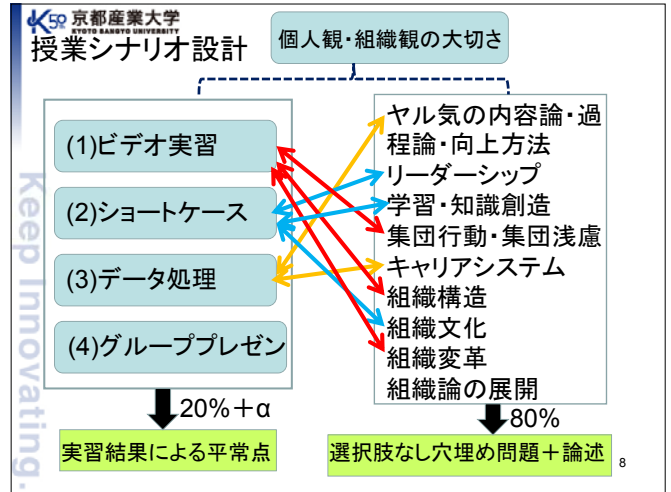 K50th 京都産業大学
KYOTO SANGYO UNIVERSITY
授業シナリオ設計
個人観・組織観の大切さ
(1)ビデオ実習
(2)ショートケース
(3)データ処理
(4)グループプレゼン
ヤル気の内容論・過
程論・向上方法
リーダーシップ
学習・知識創造
集団行動・集団浅慮
キャリアシステム
組織構造
組織文化
組織変革
組織論の展開
20%＋α
80%
実習結果による平常点
選択肢なし穴埋め問題＋論述
8
Keep Innovating.